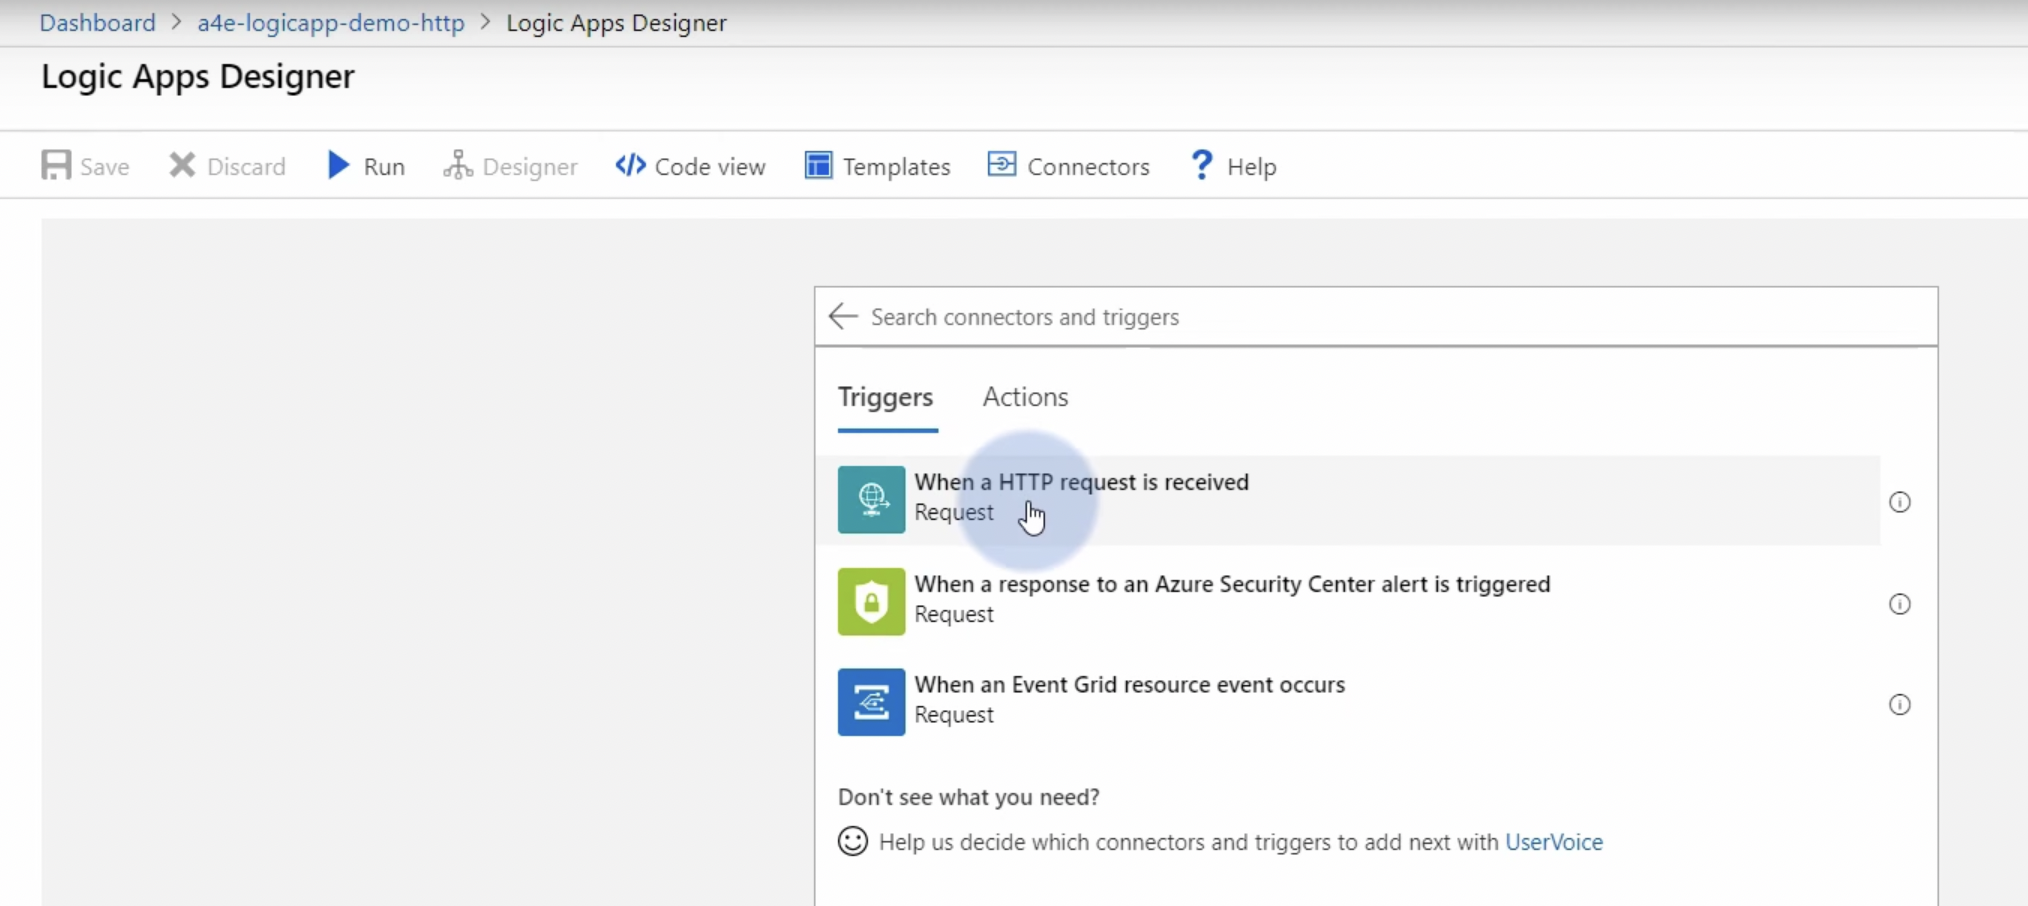 Dashboard > a4e-logicapp-demo-http > Logic Apps Designer
Logic Apps Designer
Save Discard Run Designer Code view Templates Connectors Help
Search connectors and triggers
Triggers Actions
When a HTTP request is received
Request
When a response to an Azure Security Center alert is triggered
Request
When an Event Grid resource event occurs
Request
Don't see what you need?
Help us decide which connectors and triggers to add next with UserVoice